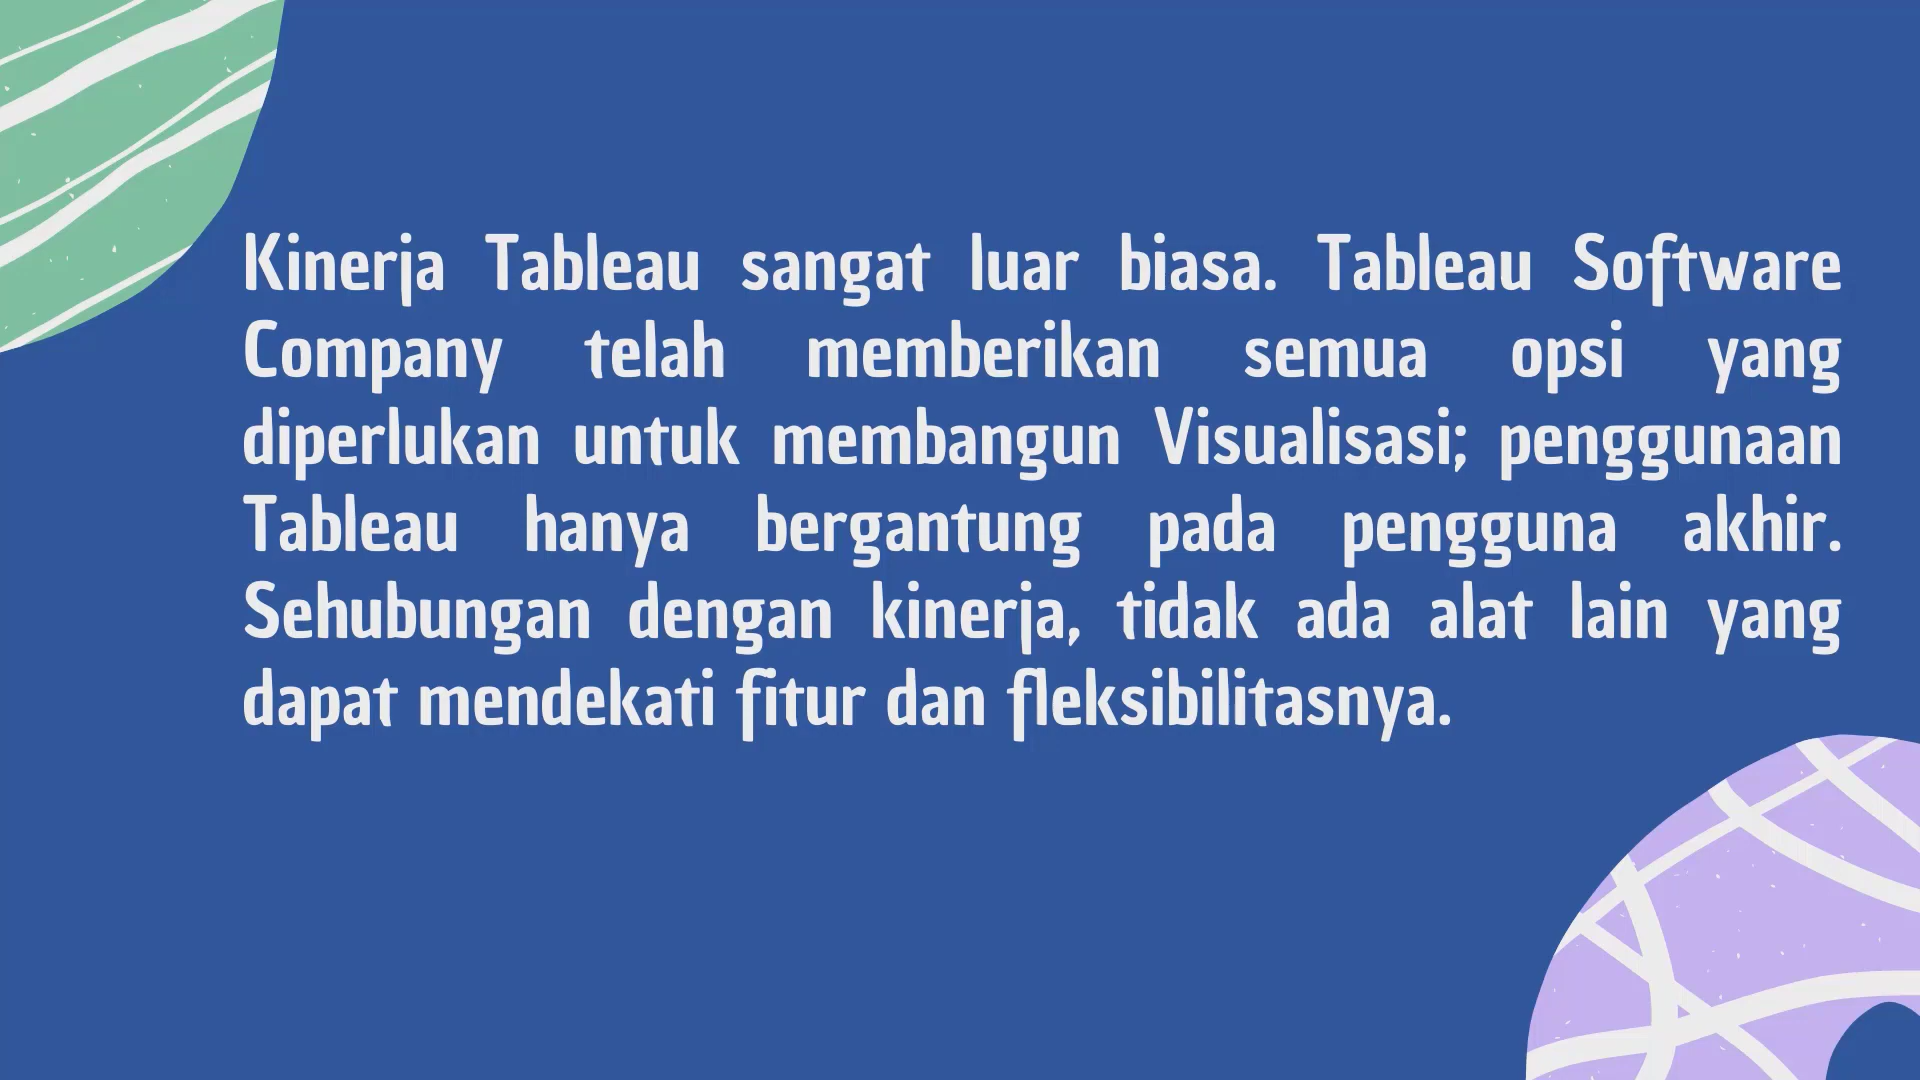 Kinerja Tableau sangat luar biasa. Tableau Software
Company telah memberikan semua opsi yang
diperlukan untuk membangun Visualisasi; penggunaan
Tableau hanya bergantung pada pengguna akhir.
Sehubungan dengan kinerja, tidak ada alat lain yang
dapat mendekati fitur dan fleksibilitasnya.